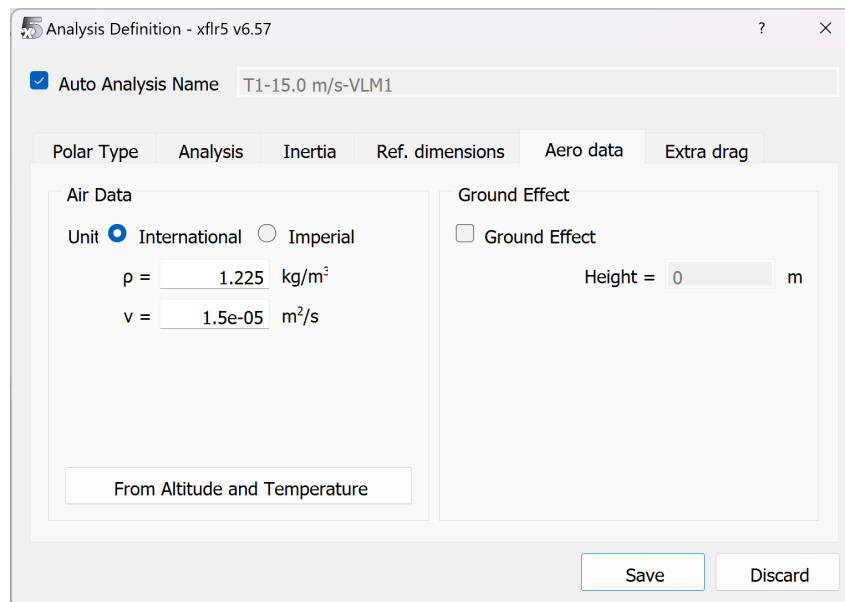 Analysis Definition - xflr5 v6.57
Auto Analysis Name T1-15.0 m/s-VLM1
Polar Type Analysis Inertia Ref. dimensions Aero data Extra drag
Air Data
Unit International Imperial
ρ = 1.225 kg/m³
ν = 1.5e-05 m²/s
From Altitude and Temperature
Ground Effect
Ground Effect
Height = 0 m
Save Discard